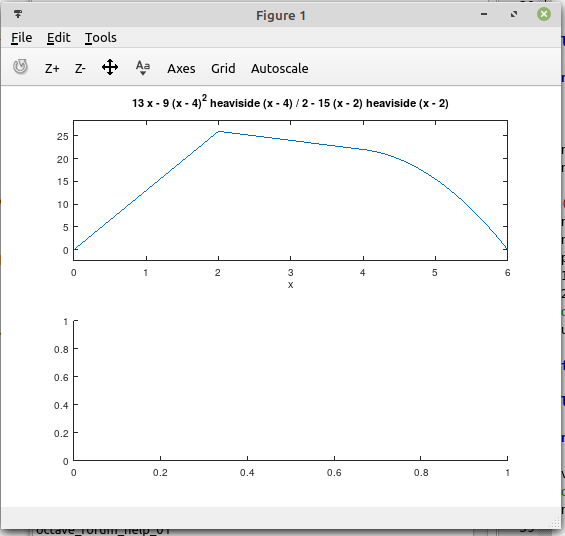 Figure 1
File Edit Tools
Z+ Z- Aa Axes Grid Autoscale
13 x - 9 (x - 4)2 heaviside (x - 4) / 2 - 15 (x - 2) heaviside (x - 2)
25
20
15
10
5
0
0 1 2 3 4 5 6
x
1
0.8
0.6
0.4
0.2
0
0 0.2 0.4 0.6 0.8 1
octave_forum_help_01